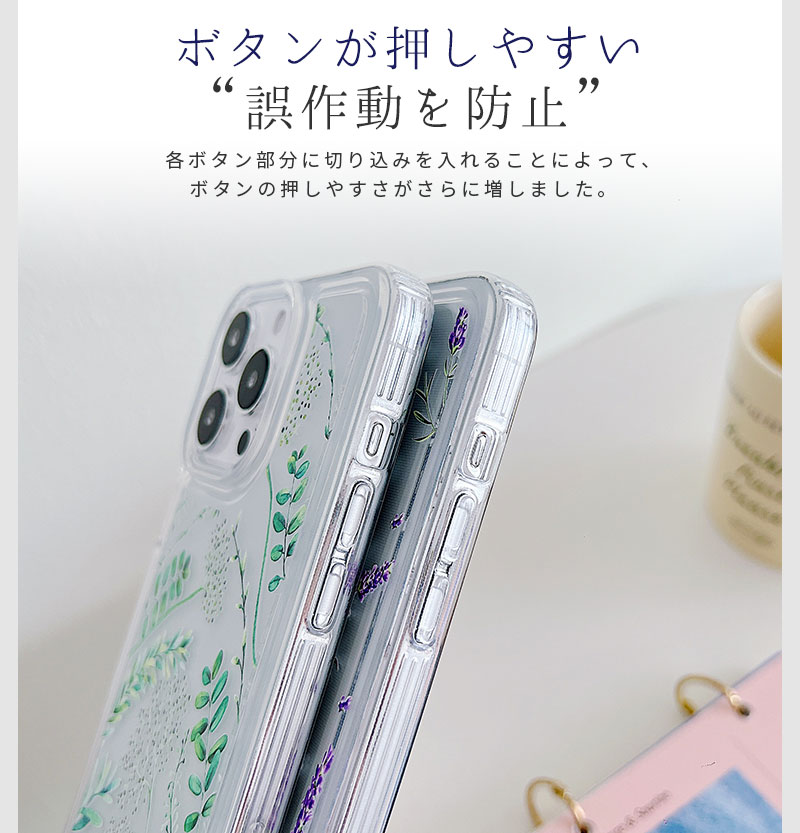 ボタンが押しやすい
“誤作動を防止”
各ボタン部分に切り込みを入れることによって、
ボタンの押しやすさがさらに増しました。